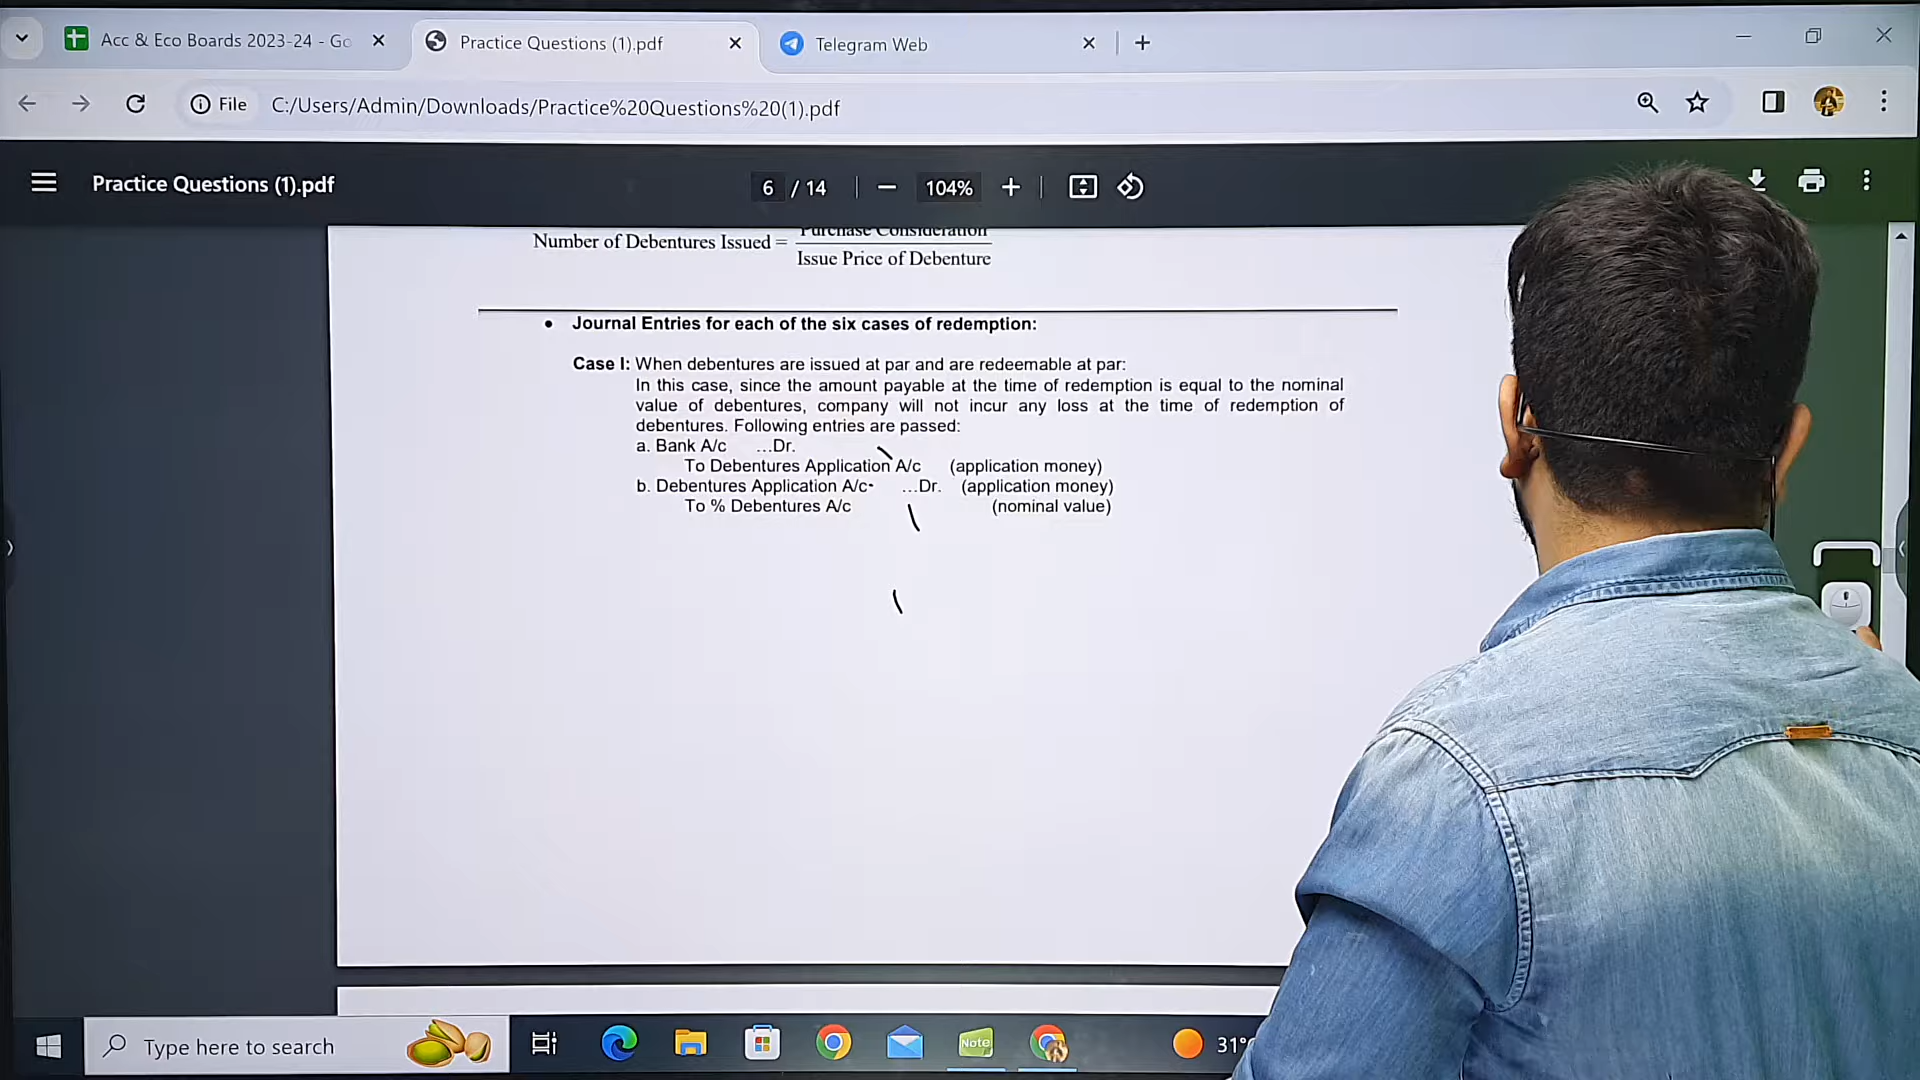 Acc & Eco Boards 2023-24 - Go
Practice Questions (1).pdf
Telegram Web
File
C:/Users/Admin/Downloads/Practice%20Questions%20(1).pdf
Practice Questions (1).pdf
6 / 14
104%
Number of Debentures Issued = Purchase Consideration
Issue Price of Debenture
• Journal Entries for each of the six cases of redemption:
Case I: When debentures are issued at par and are redeemable at par:
In this case, since the amount payable at the time of redemption is equal to the nominal
value of debentures, company will not incur any loss at the time of redemption of
debentures. Following entries are passed:
a. Bank A/c ...Dr.
To Debentures Application A/c (application money)
b. Debentures Application A/c ...Dr. (application money)
To % Debentures A/c (nominal value)
Type here to search
Note
31°C